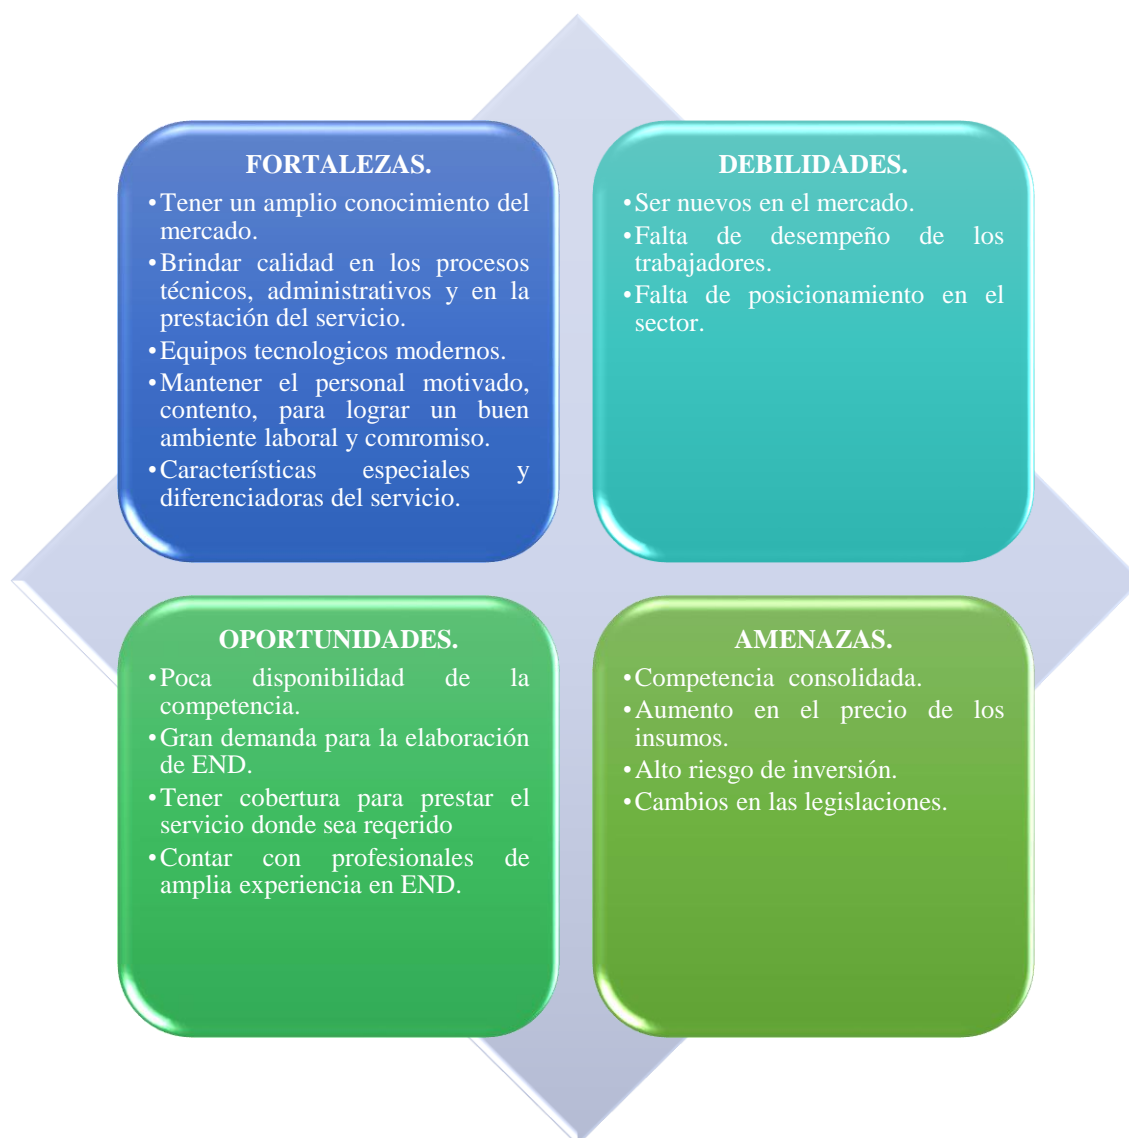 FORTALEZAS.
•Tener un amplio conocimiento del
mercado.
•Brindar calidad en los procesos
técnicos, administrativos y en la
prestación del servicio.
•Equipos tecnologicos modernos.
•Mantener el personal motivado,
contento, para lograr un buen
ambiente laboral y comromiso.
•Características especiales y
diferenciadoras del servicio.
DEBILIDADES.
•Ser nuevos en el mercado.
•Falta de desempeño de los
trabajadores.
•Falta de posicionamiento en el
sector.
OPORTUNIDADES.
•Poca disponibilidad de la
competencia.
•Gran demanda para la elaboración
de END.
•Tener cobertura para prestar el
servicio donde sea reqerido
•Contar con profesionales de
amplia experiencia en END.
AMENAZAS.
•Competencia consolidada.
•Aumento en el precio de los
insumos.
•Alto riesgo de inversión.
•Cambios en las legislaciones.